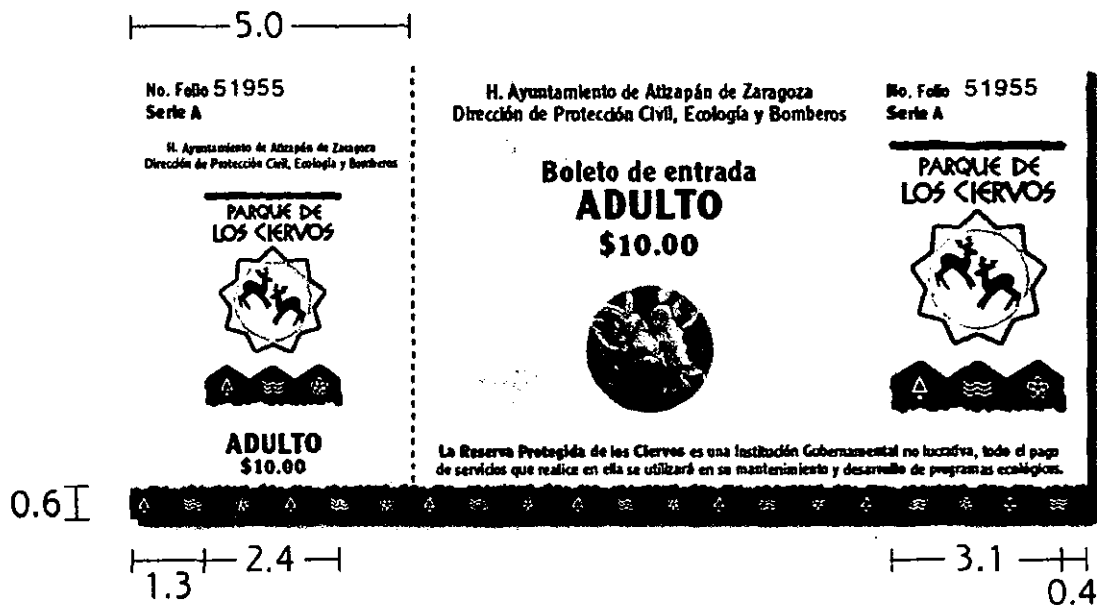 5.0
No. Folio 51955
Serie A
H. Ayuntamiento de Atizapán de Zaragoza
Dirección de Protección Civil, Ecología y Bomberos
PARQUE DE
LOS CIERVOS
ADULTO
$10.00
H. Ayuntamiento de Atizapán de Zaragoza
Dirección de Protección Civil, Ecología y Bomberos
Boleto de entrada
ADULTO
$10.00
No. Folio 51955
Serie A
PARQUE DE
LOS CIERVOS
La Reserva Protegida de los Ciervos es una Institución Gubernamental no lucrativa, todo el pago
de servicios que realice en ella se utilizará en su mantenimiento y desarrollo de programas ecológicos.
0.6
1.3
2.4
3.1
0.4